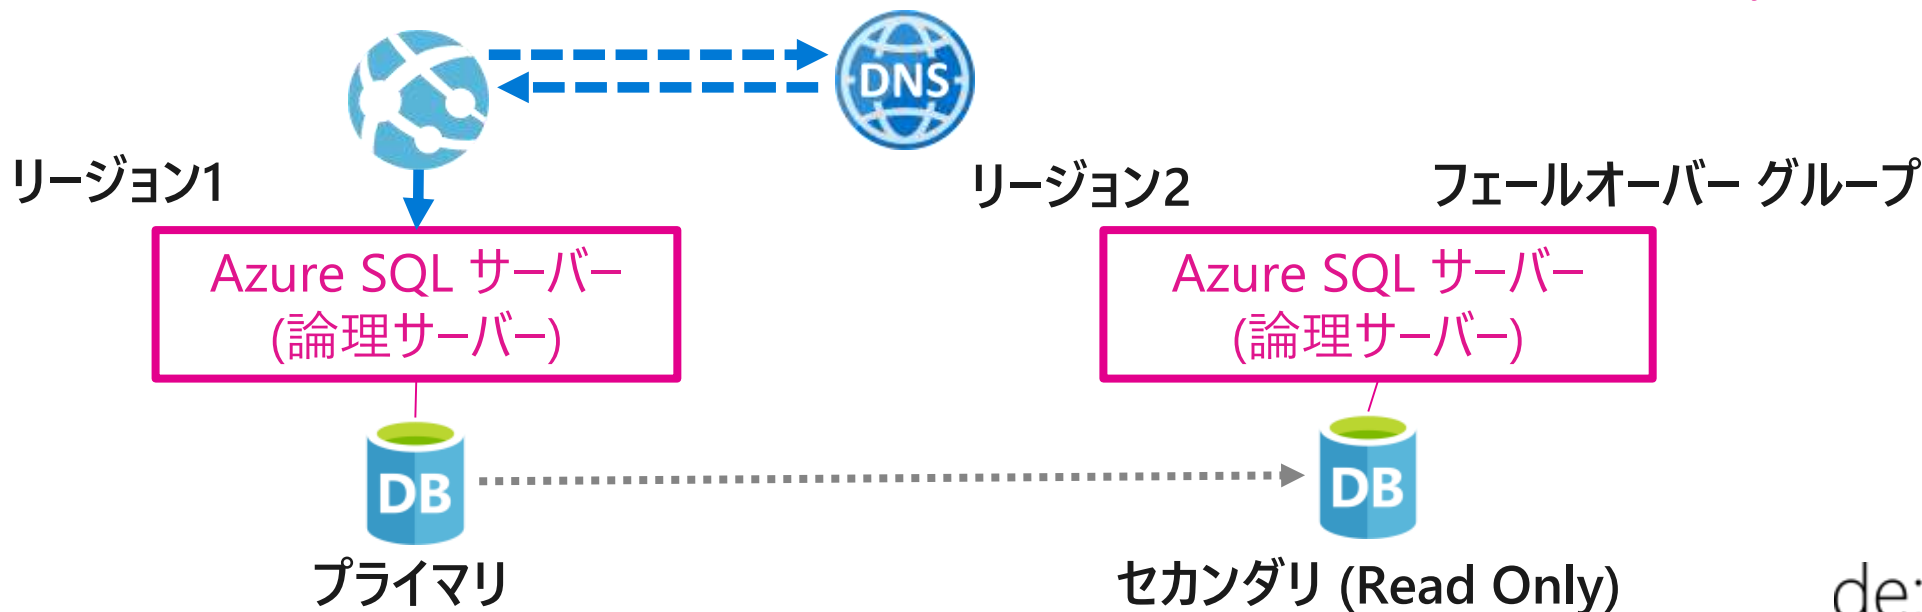 DNS
リージョン1
リージョン2
フェールオーバー グループ
Azure SQL サーバー
(論理サーバー)
Azure SQL サーバー
(論理サーバー)
DB
DB
プライマリ
セカンダリ (Read Only)
de: